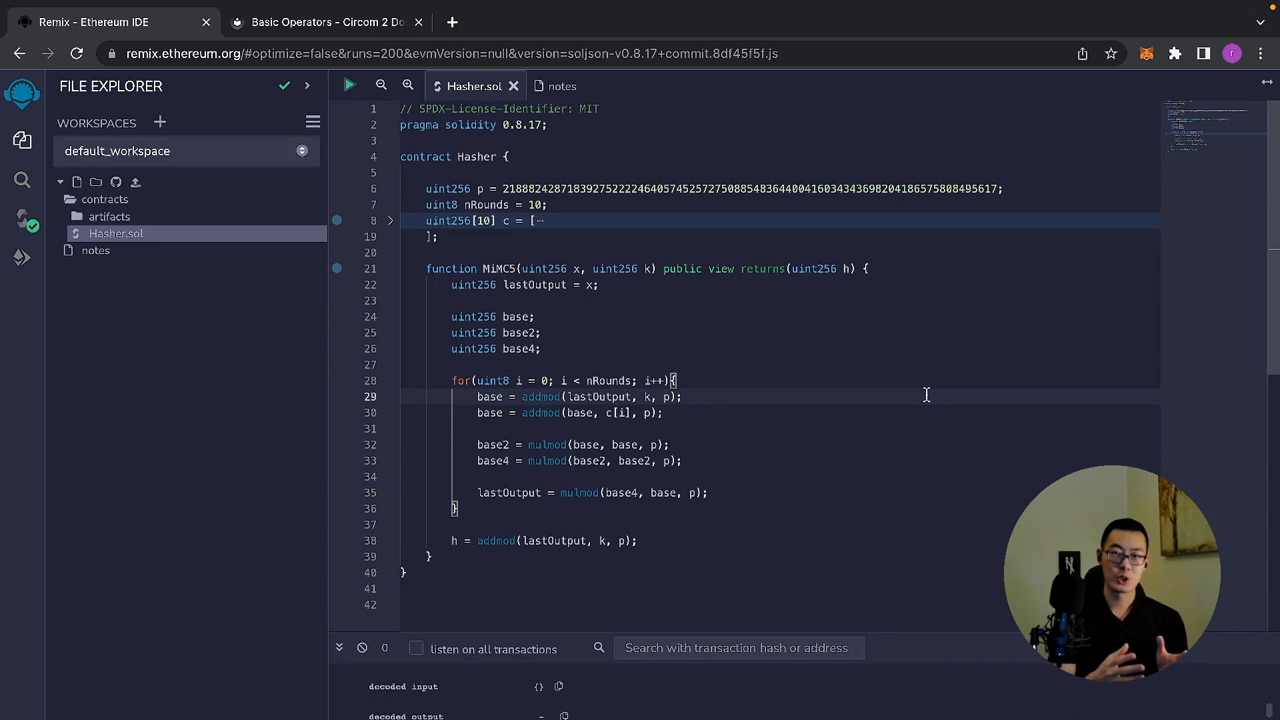 Remix - Ethereum IDE
Basic Operators - Circom 2 Do
remix.ethereum.org/#optimize=false&runs=200&evmVersion=null&version=soljson-v0.8.17+commit.8df45f5f.js
FILE EXPLORER
WORKSPACES
default_workspace
contracts
artifacts
Hasher.sol
notes
Hasher.sol
notes
1 // SPDX-License-Identifier: MIT
2 pragma solidity 0.8.17;
3
4 contract Hasher {
5
6 uint256 p = 21888242871839275222246405745257275088548364400416034343698204186575808495617;
7 uint8 nRounds = 10;
8 uint256[10] c = [⋯
19 ];
20
21 function MiMC5(uint256 x, uint256 k) public view returns(uint256 h) {
22 uint256 lastOutput = x;
23
24 uint256 base;
25 uint256 base2;
26 uint256 base4;
27
28 for(uint8 i = 0; i < nRounds; i++){
29 base = addmod(lastOutput, k, p);
30 base = addmod(base, c[i], p);
31
32 base2 = mulmod(base, base, p);
33 base4 = mulmod(base2, base2, p);
34
35 lastOutput = mulmod(base4, base, p);
36 }
37
38 h = addmod(lastOutput, k, p);
39 }
40 }
41
42
0
listen on all transactions
Search with transaction hash or address
decoded input {}
decoded output -